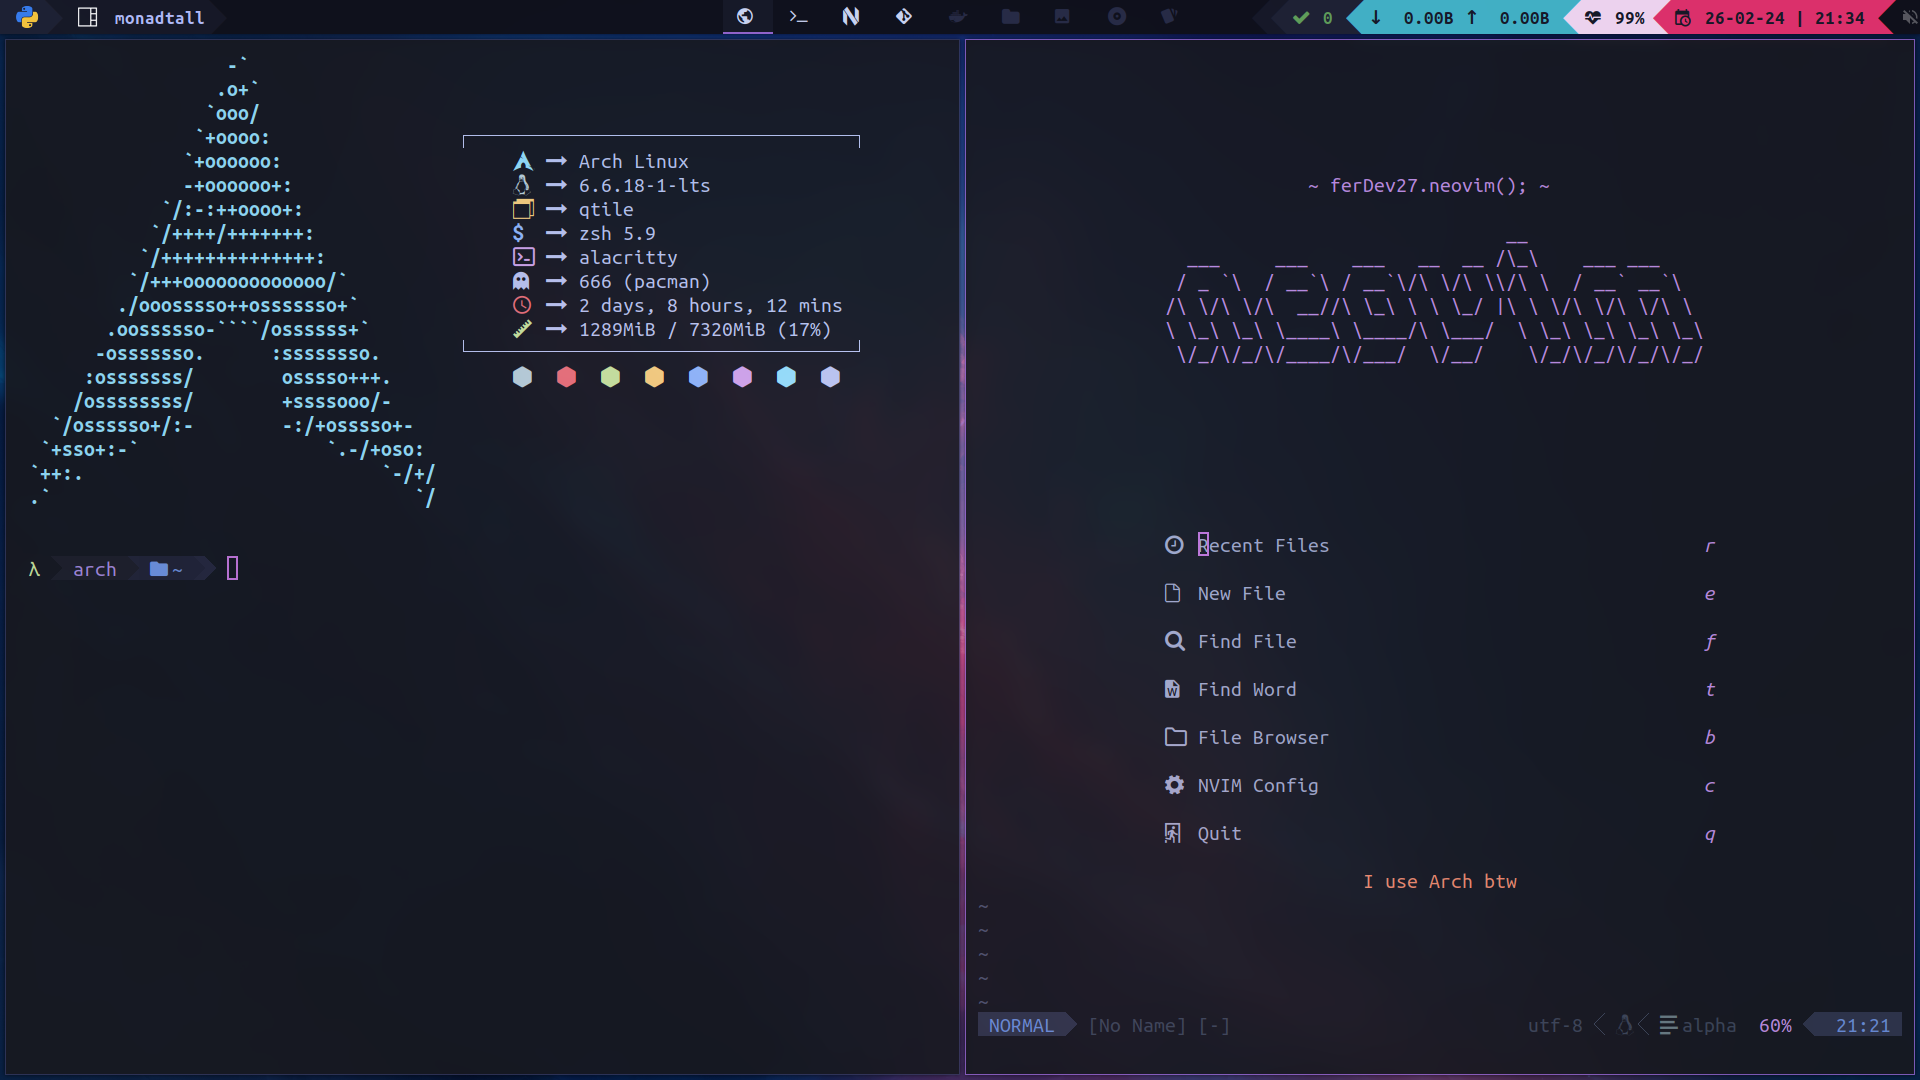 monadtall
0
↓ 0.00B ↑ 0.00B
99%
26-02-24 | 21:34
-`
.o+`
`ooo/
`+oooo:
`+oooooo:
-+oooooo+:
`/:-:++oooo+:
`/++++/+++++++:
`/++++++++++++++:
`/+++ooooooooooooo/`
./ooosssso++osssssso+`
.oossssso-````/ossssss+`
-osssssso.      :ssssssso.
:osssssss/        osssso+++.
/ossssssss/        +ssssooo/-
`/ossssso+/:-        -:/+osssso+-
`+sso+:-`                 `.-/+oso:
`++:.                           `-/+/
.`                                 `/
→ Arch Linux
→ 6.6.18-1-lts
→ qtile
$ → zsh 5.9
→ alacritty
→ 666 (pacman)
→ 2 days, 8 hours, 12 mins
→ 1289MiB / 7320MiB (17%)
λ arch ~
~ ferDev27.neovim(); ~
neovim
Recent Files r
New File e
Find File f
Find Word t
File Browser b
NVIM Config c
Quit q
I use Arch btw
~
~
~
~
~
NORMAL [No Name] [-] utf-8 alpha 60% 21:21